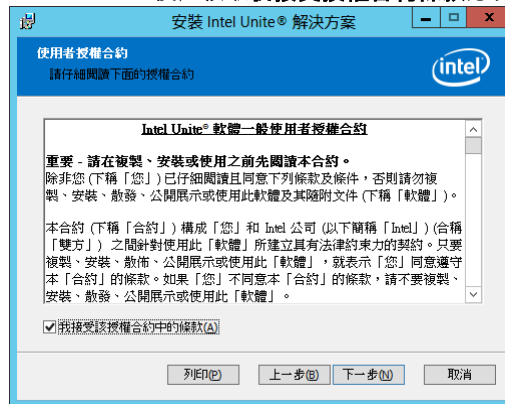 安裝 Intel Unite® 解決方案
使用者授權合約
請仔細閱讀下面的授權合約
intel
Intel Unite® 軟體一般使用者授權合約
重要 - 請在複製、安裝或使用之前先閱讀本合約。
除非您 (下稱「您」) 已仔細閱讀且同意下列條款及條件，否則請勿複
製、安裝、散發、公開展示或使用此軟體及其隨附文件 (下稱「軟體」)。
本合約 (下稱「合約」) 構成「您」和 Intel 公司 (以下簡稱「Intel」) (合稱
「雙方」) 之間針對使用此「軟體」所建立具有法律約束力的契約。只要
複製、安裝、散佈、公開展示或使用此「軟體」，就表示「您」同意遵守
本「合約」的條款。如果「您」不同意本「合約」的條款，請不要複製、
安裝、散發、公開展示或使用此「軟體」。
我接受該授權合約中的條款(A)
列印(P) 上一步(B) 下一步(N) 取消